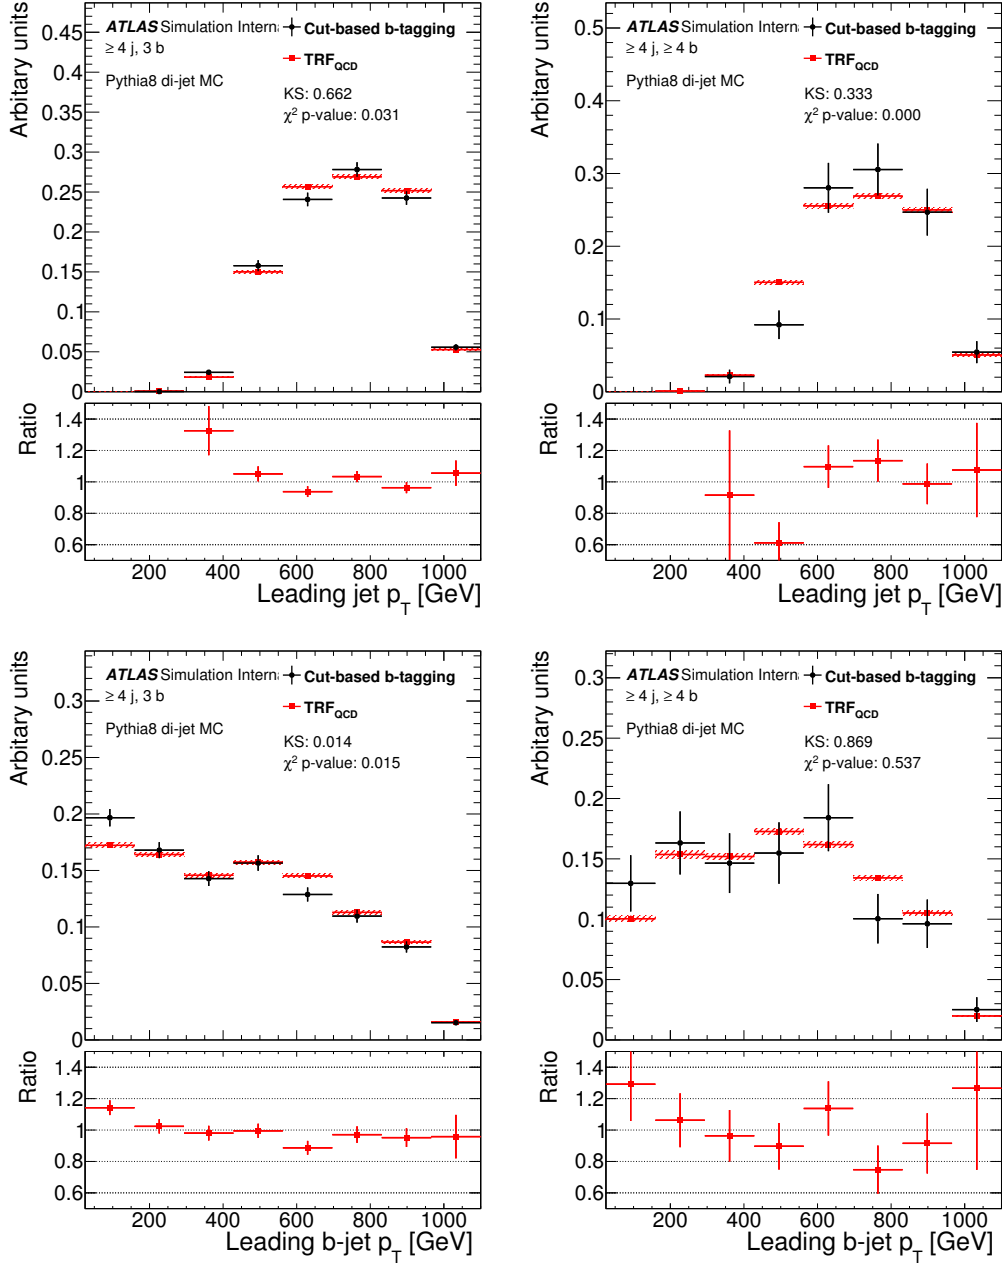 Arbitary units
0.45
0.4
0.35
0.3
0.25
0.2
0.15
0.1
0.05
0
ATLAS Simulation Interna
≥ 4 j, 3 b
Pythia8 di-jet MC
Cut-based b-tagging
TRF_QCD
KS: 0.662
χ² p-value: 0.031
Ratio
1.4
1.2
1
0.8
0.6
200 400 600 800 1000
Leading jet p_T [GeV]
Arbitary units
0.5
0.4
0.3
0.2
0.1
0
ATLAS Simulation Interna
≥ 4 j, ≥ 4 b
Pythia8 di-jet MC
Cut-based b-tagging
TRF_QCD
KS: 0.333
χ² p-value: 0.000
Ratio
1.4
1.2
1
0.8
0.6
200 400 600 800 1000
Leading jet p_T [GeV]
Arbitary units
0.3
0.25
0.2
0.15
0.1
0.05
0
ATLAS Simulation Interna
≥ 4 j, 3 b
Pythia8 di-jet MC
Cut-based b-tagging
TRF_QCD
KS: 0.014
χ² p-value: 0.015
Ratio
1.4
1.2
1
0.8
0.6
200 400 600 800 1000
Leading b-jet p_T [GeV]
Arbitary units
0.3
0.25
0.2
0.15
0.1
0.05
0
ATLAS Simulation Interna
≥ 4 j, ≥ 4 b
Pythia8 di-jet MC
Cut-based b-tagging
TRF_QCD
KS: 0.869
χ² p-value: 0.537
Ratio
1.4
1.2
1
0.8
0.6
200 400 600 800 1000
Leading b-jet p_T [GeV]